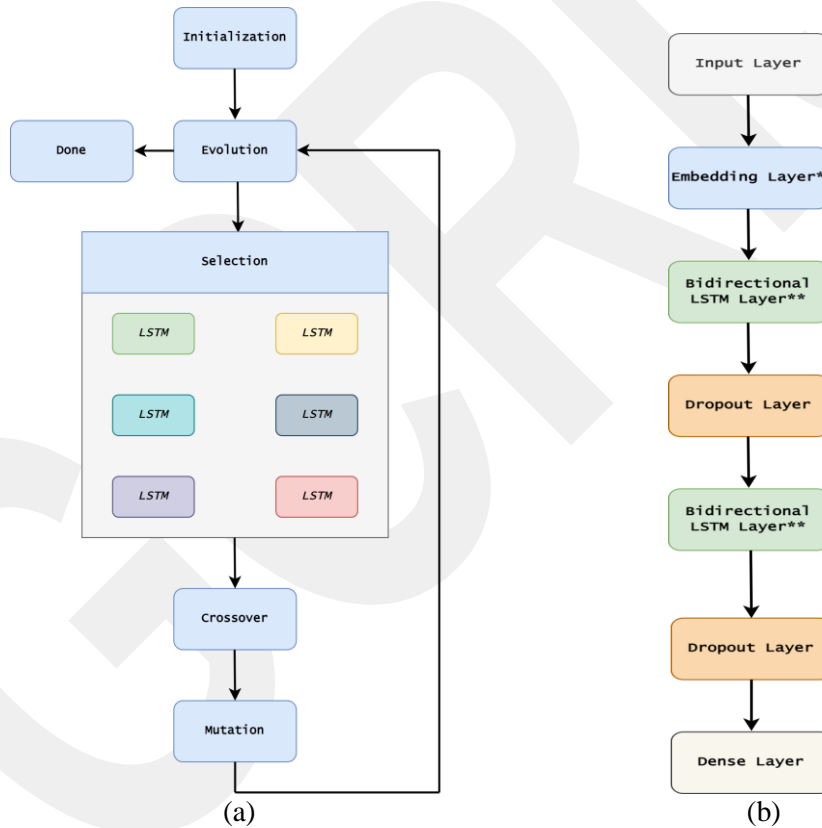 Initialization
Done
Evolution
Selection
LSTM
LSTM
LSTM
LSTM
LSTM
LSTM
Crossover
Mutation
(a)
Input Layer
Embedding Layer*
Bidirectional
LSTM Layer**
Dropout Layer
Bidirectional
LSTM Layer**
Dropout Layer
Dense Layer
(b)